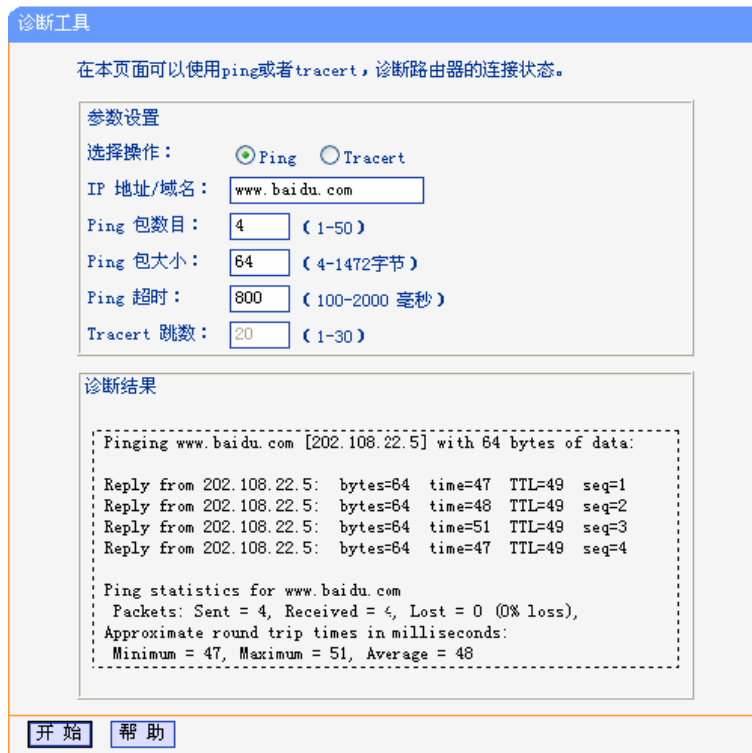 诊断工具
在本页面可以使用ping或者tracert，诊断路由器的连接状态。
参数设置
选择操作： Ping Tracert
IP 地址/域名： www.baidu.com
Ping 包数目： 4 （1-50）
Ping 包大小： 64 （4-1472字节）
Ping 超时： 800 （100-2000 毫秒）
Tracert 跳数： 20 （1-30）
诊断结果
Pinging www.baidu.com [202.108.22.5] with 64 bytes of data:
Reply from 202.108.22.5: bytes=64 time=47 TTL=49 seq=1
Reply from 202.108.22.5: bytes=64 time=48 TTL=49 seq=2
Reply from 202.108.22.5: bytes=64 time=51 TTL=49 seq=3
Reply from 202.108.22.5: bytes=64 time=47 TTL=49 seq=4
Ping statistics for www.baidu.com
Packets: Sent = 4, Received = 4, Lost = 0 (0% loss),
Approximate round trip times in milliseconds:
Minimum = 47, Maximum = 51, Average = 48
开 始 帮 助